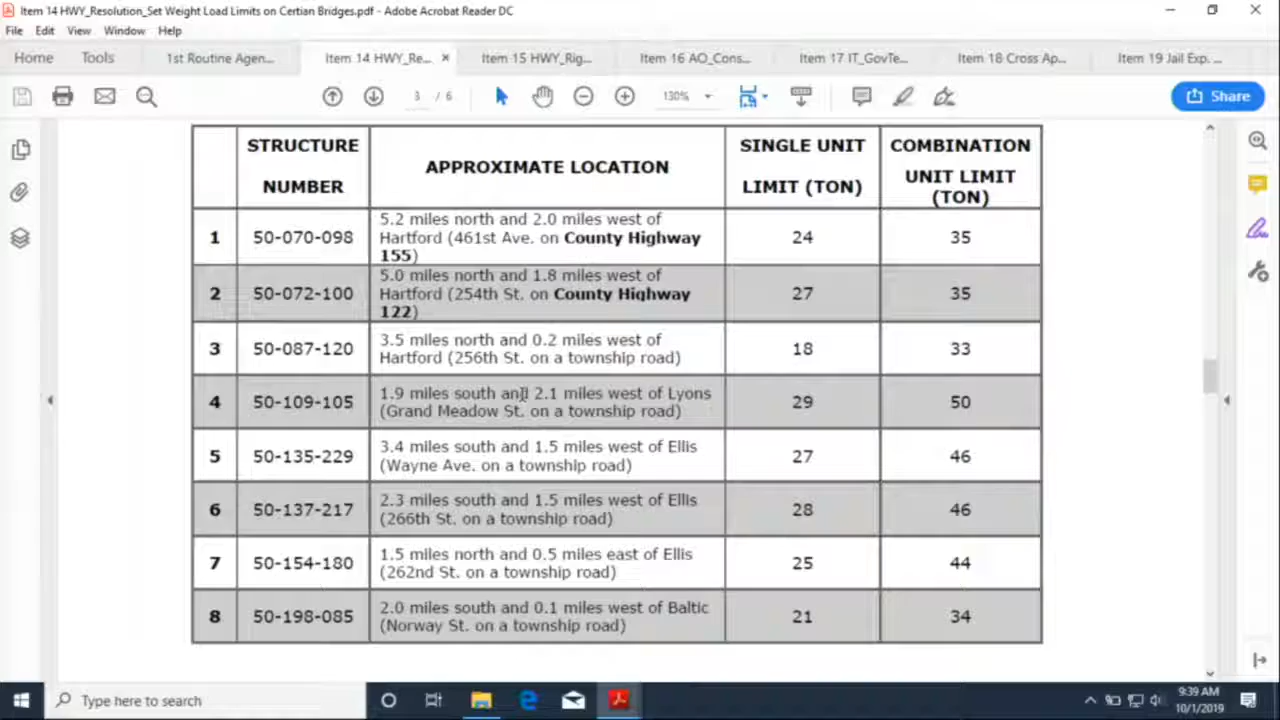 Item 14 HWY_Resolution_Set Weight Load Limits on Certian Bridges.pdf - Adobe Acrobat Reader DC
File Edit View Window Help
Home Tools 1st Routine Agen... Item 14 HWY_Re... × Item 15 HWY_Rig... Item 16 AO_Cons... Item 17 IT_GovTe... Item 18 Cross Ap... Item 19 Jail Exp. ...
3 / 6 130% Share
STRUCTURE
NUMBER
APPROXIMATE LOCATION
SINGLE UNIT
LIMIT (TON)
COMBINATION
UNIT LIMIT
(TON)
1 50-070-098
5.2 miles north and 2.0 miles west of
Hartford (461st Ave. on County Highway
155)
24 35
2 50-072-100
5.0 miles north and 1.8 miles west of
Hartford (254th St. on County Highway
122)
27 35
3 50-087-120
3.5 miles north and 0.2 miles west of
Hartford (256th St. on a township road)
18 33
4 50-109-105
1.9 miles south and 2.1 miles west of Lyons
(Grand Meadow St. on a township road)
29 50
5 50-135-229
3.4 miles south and 1.5 miles west of Ellis
(Wayne Ave. on a township road)
27 46
6 50-137-217
2.3 miles south and 1.5 miles west of Ellis
(266th St. on a township road)
28 46
7 50-154-180
1.5 miles north and 0.5 miles east of Ellis
(262nd St. on a township road)
25 44
8 50-198-085
2.0 miles south and 0.1 miles west of Baltic
(Norway St. on a township road)
21 34
Type here to search
9:39 AM
10/1/2019